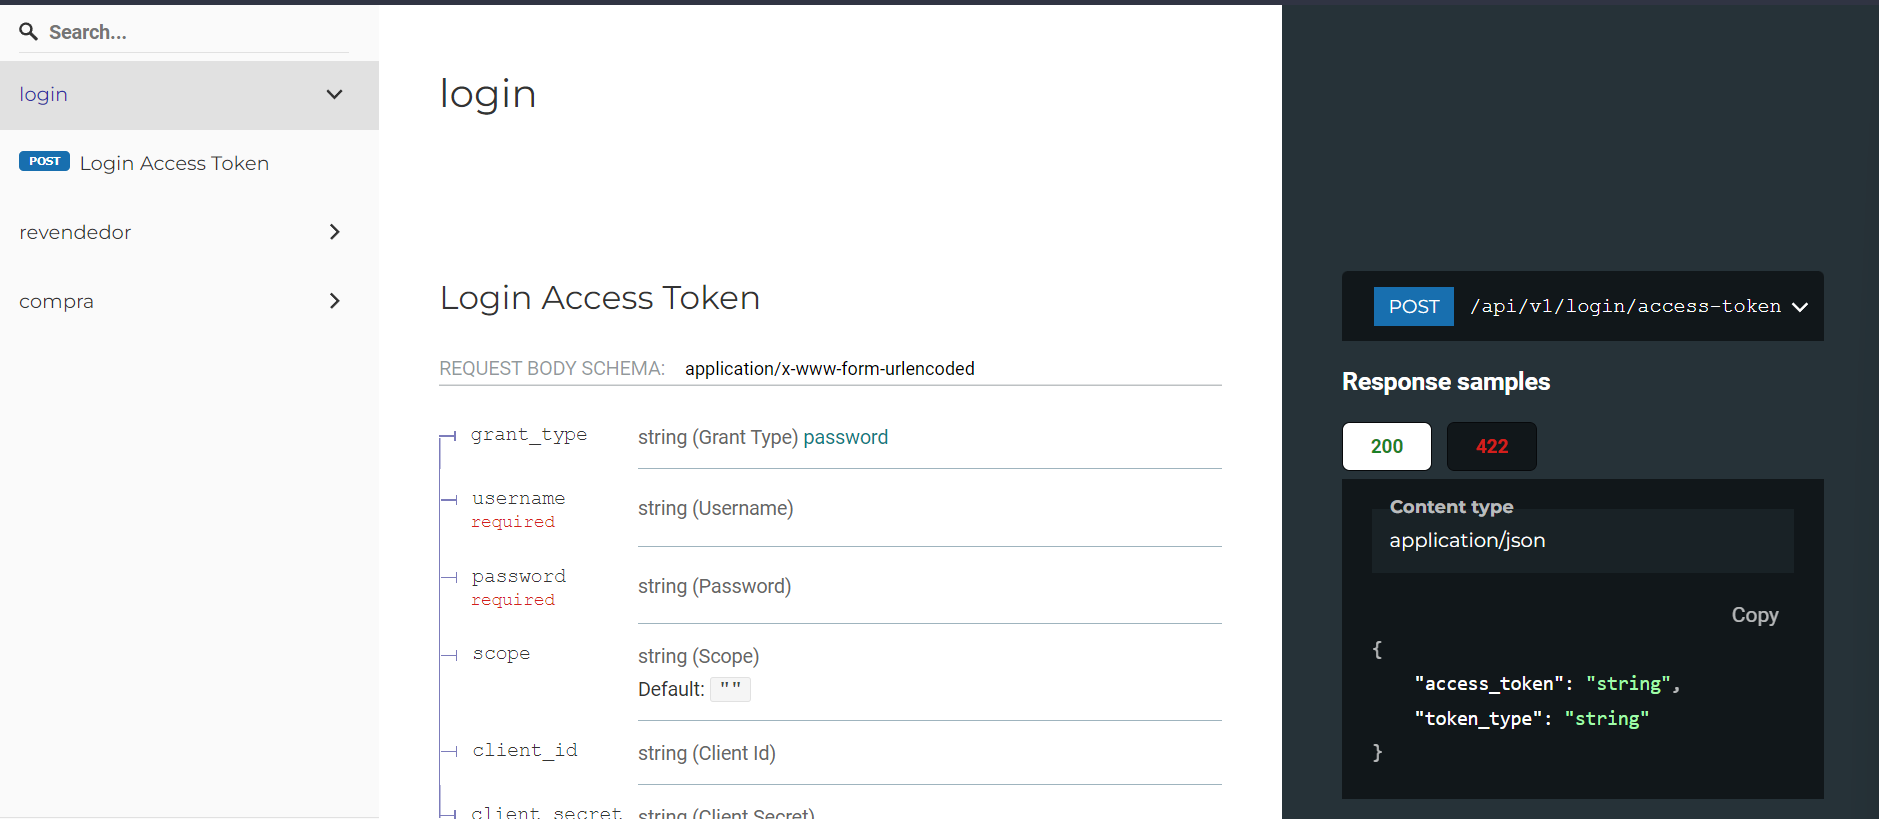 Search...
login
POST Login Access Token
revendedor
compra
login
Login Access Token
REQUEST BODY SCHEMA: application/x-www-form-urlencoded
grant_type string (Grant Type) password
username
required
string (Username)
password
required
string (Password)
scope string (Scope)
Default: ""
client_id string (Client Id)
client_secret string (Client Secret)
POST /api/v1/login/access-token
Response samples
200 422
Content type
application/json
Copy
{
"access_token": "string",
"token_type": "string"
}